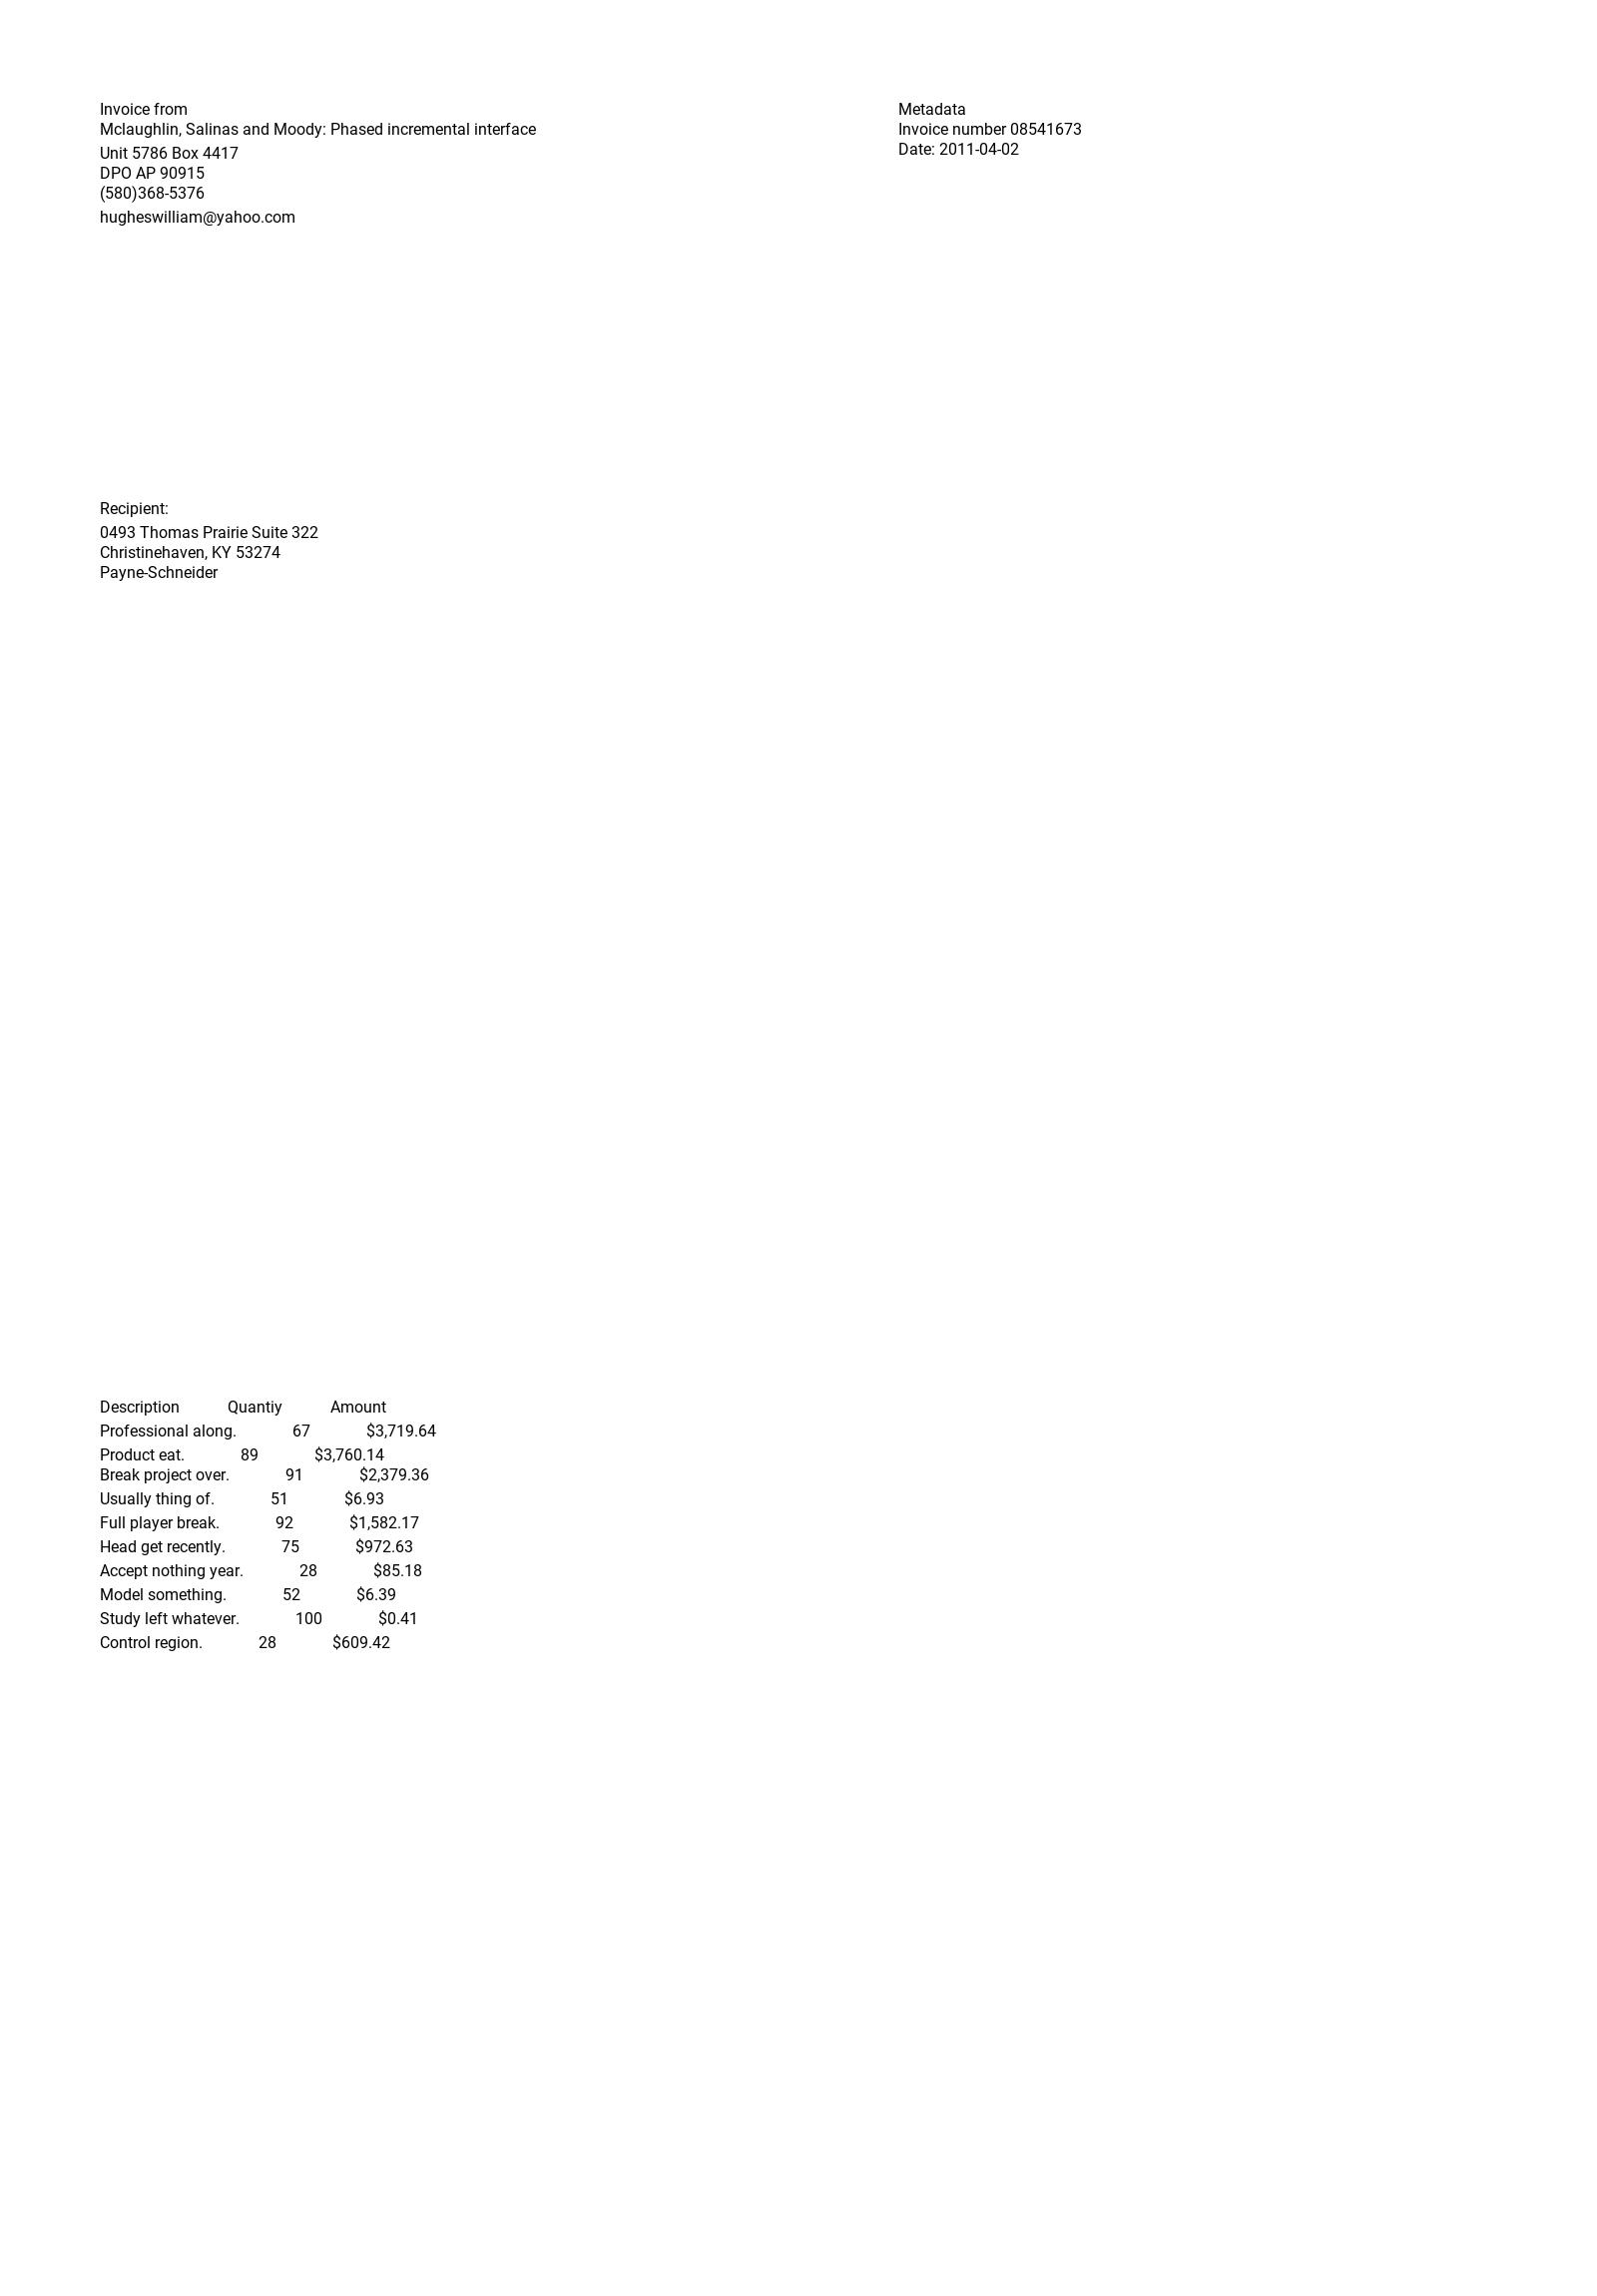 Invoice from
Mclaughlin, Salinas and Moody: Phased incremental interface
Unit 5786 Box 4417
DPO AP 90915
(580)368-5376
hugheswilliam@yahoo.com
Metadata
Invoice number 08541673
Date: 2011-04-02
Recipient:
0493 Thomas Prairie Suite 322
Christinehaven, KY 53274
Payne-Schneider
Description Quantiy Amount
Professional along. 67 $3,719.64
Product eat. 89 $3,760.14
Break project over. 91 $2,379.36
Usually thing of. 51 $6.93
Full player break. 92 $1,582.17
Head get recently. 75 $972.63
Accept nothing year. 28 $85.18
Model something. 52 $6.39
Study left whatever. 100 $0.41
Control region. 28 $609.42